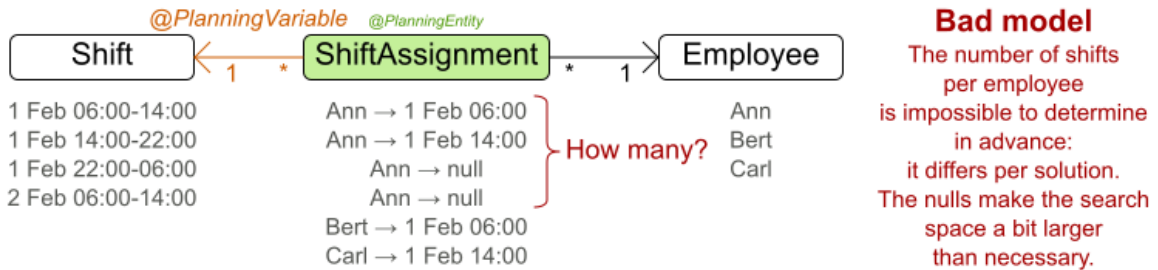 @PlanningVariable @PlanningEntity
Shift ShiftAssignment Employee
1 * * 1
1 Feb 06:00-14:00
1 Feb 14:00-22:00
1 Feb 22:00-06:00
2 Feb 06:00-14:00
Ann → 1 Feb 06:00
Ann → 1 Feb 14:00
Ann → null
Ann → null
Bert → 1 Feb 06:00
Carl → 1 Feb 14:00
How many?
Ann
Bert
Carl
Bad model
The number of shifts
per employee
is impossible to determine
in advance:
it differs per solution.
The nulls make the search
space a bit larger
than necessary.